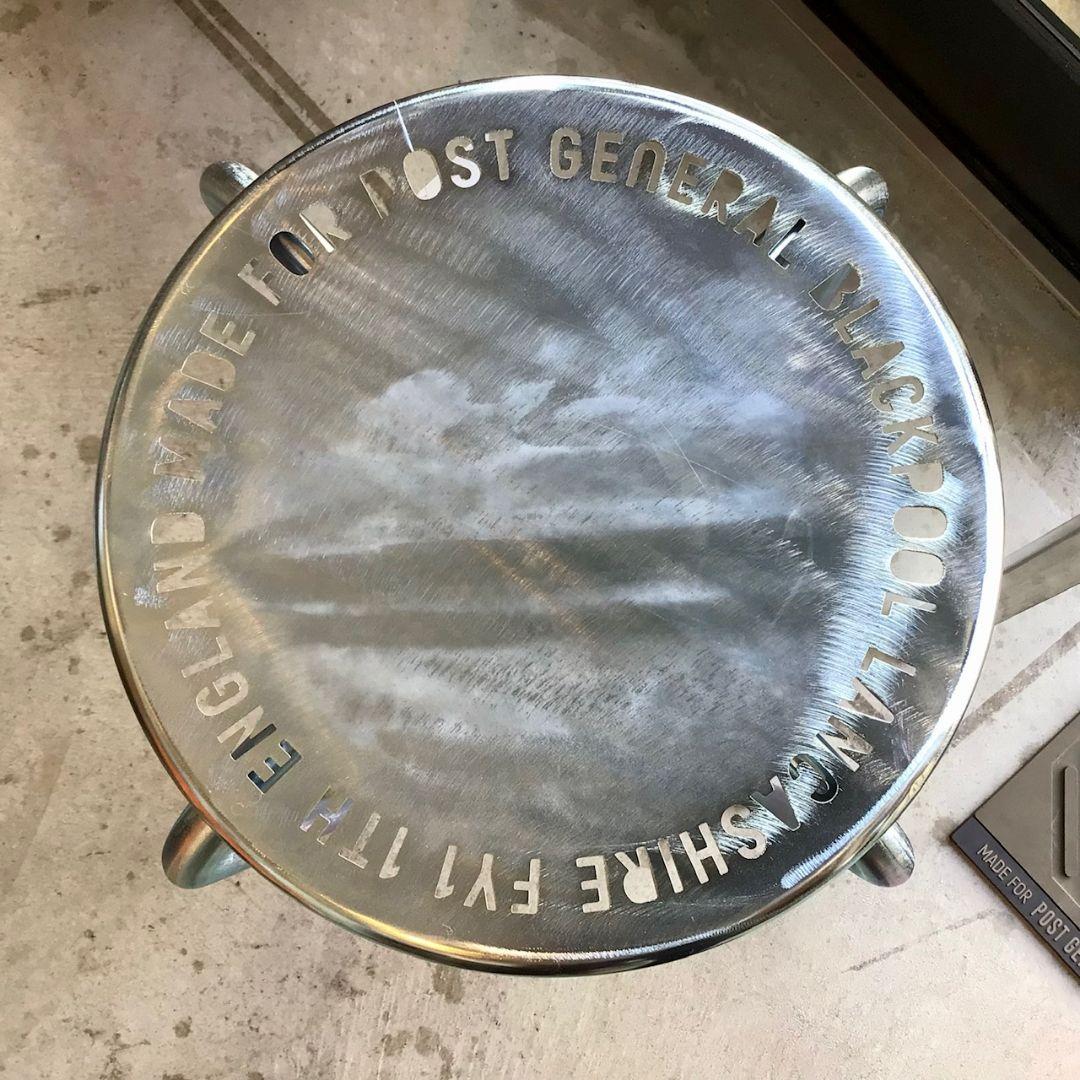 MADE FOR POST GENERAL BLACKPOOL LANCASHIRE FY1 1TH ENGLAND
MADE FOR POST GE